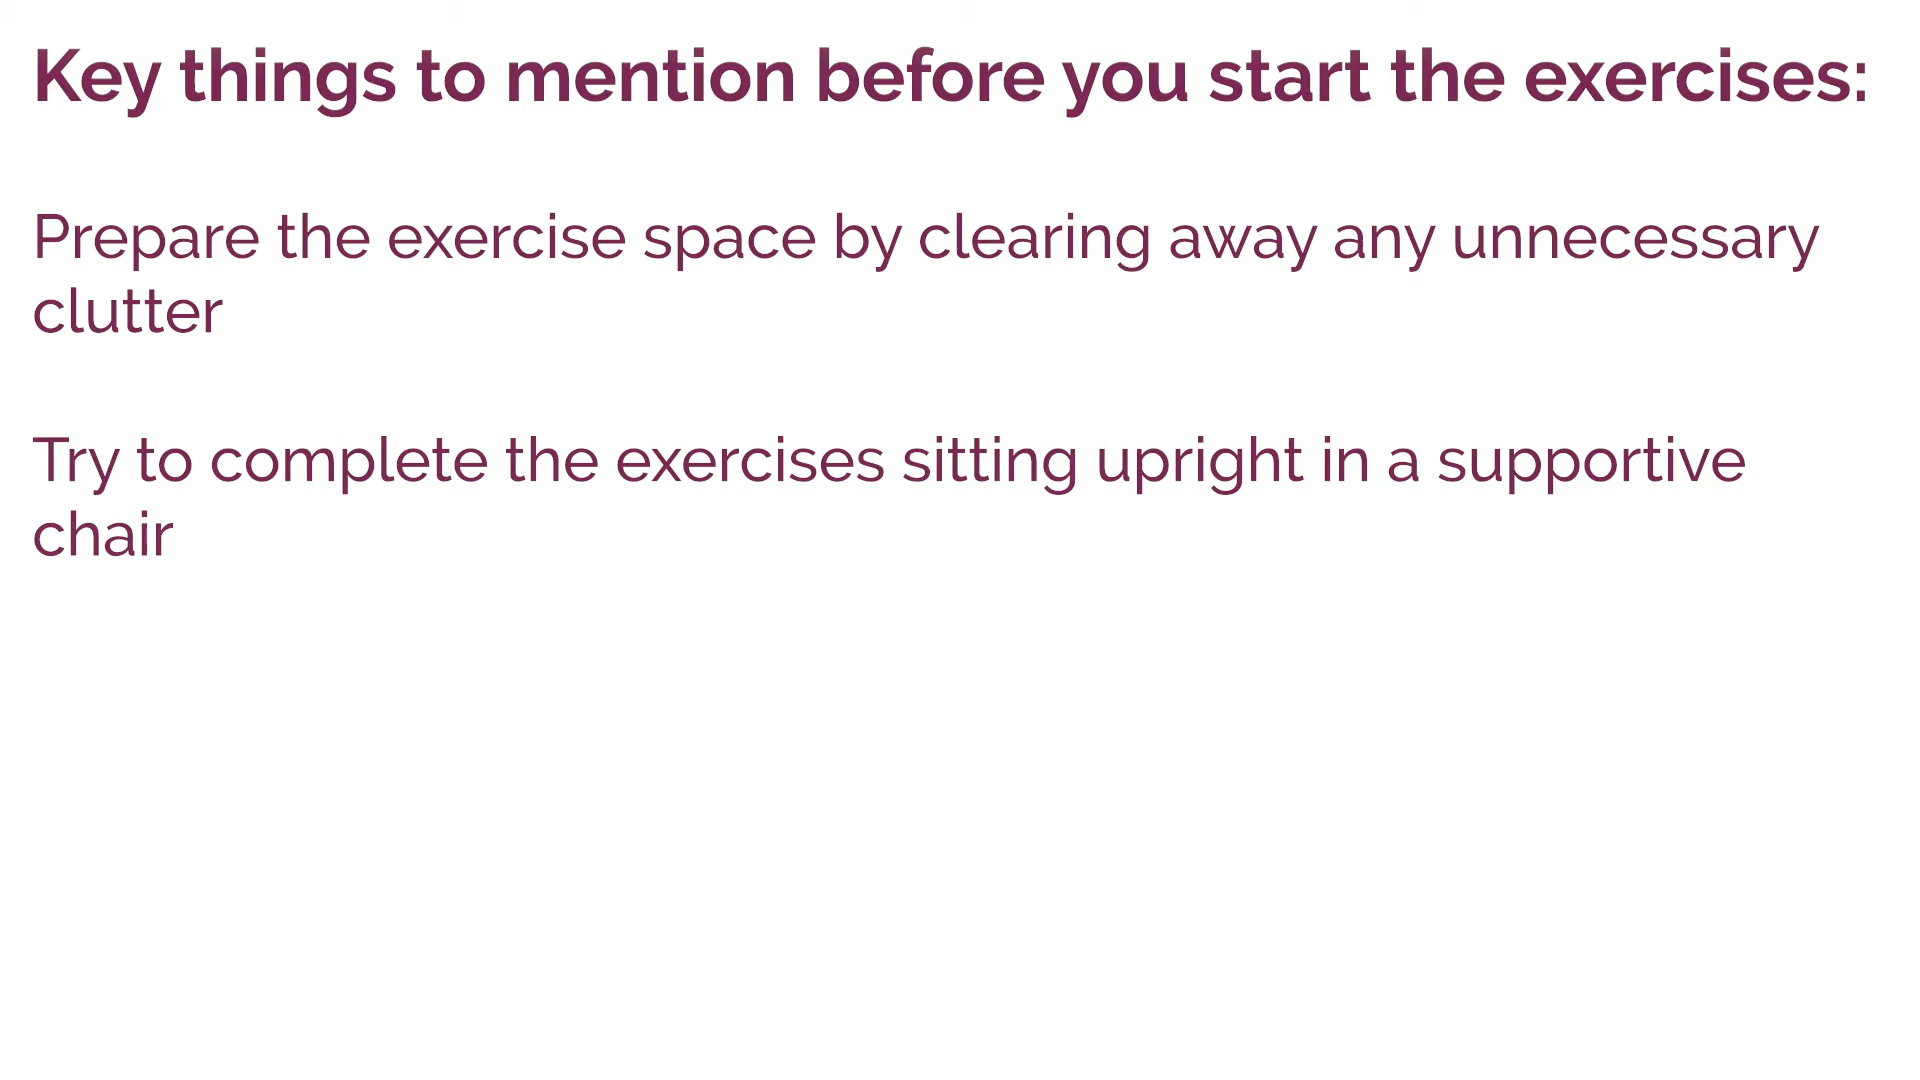 Key things to mention before you start the exercises:
Prepare the exercise space by clearing away any unnecessary
clutter
Try to complete the exercises sitting upright in a supportive
chair